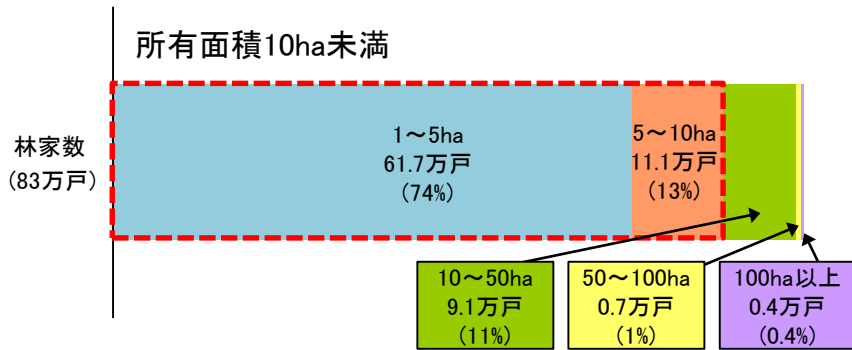 所有面積10ha未満
林家数
(83万戸)
1～5ha
61.7万戸
(74%)
5～10ha
11.1万戸
(13%)
10～50ha
9.1万戸
(11%)
50～100ha
0.7万戸
(1%)
100ha以上
0.4万戸
(0.4%)